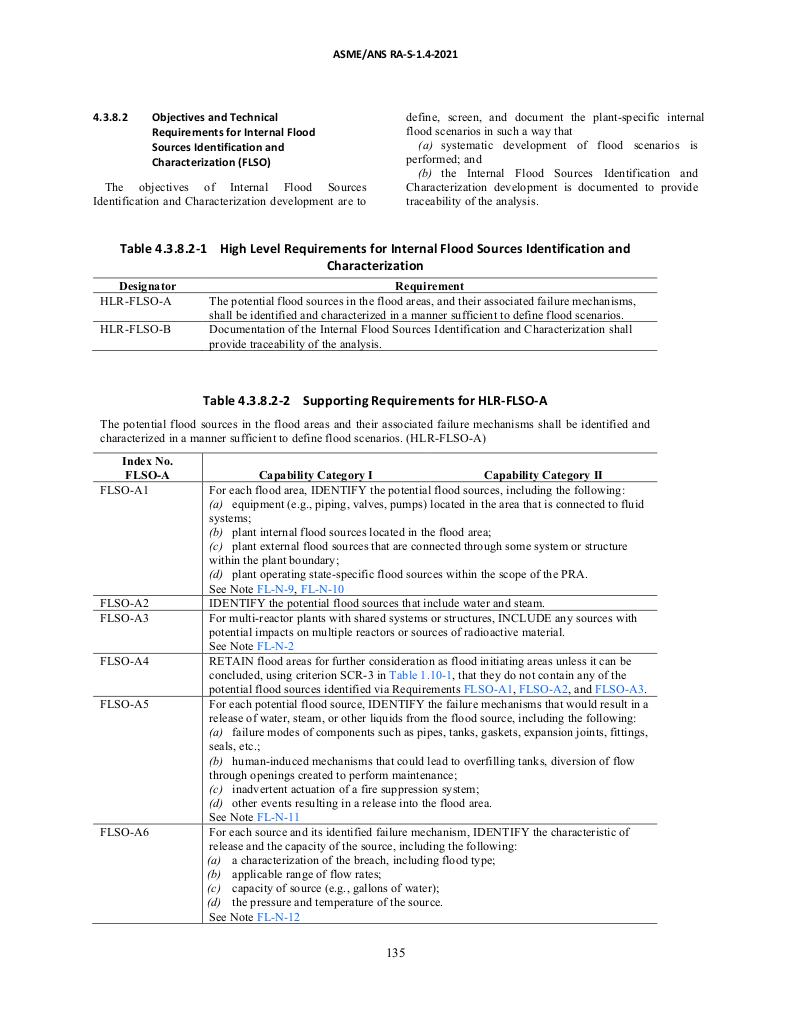 ASME/ANS RA-S-1.4-2021
4.3.8.2 Objectives and Technical
Requirements for Internal Flood
Sources Identification and
Characterization (FLSO)
The objectives of Internal Flood Sources
Identification and Characterization development are to
define, screen, and document the plant-specific internal
flood scenarios in such a way that
(a) systematic development of flood scenarios is
performed; and
(b) the Internal Flood Sources Identification and
Characterization development is documented to provide
traceability of the analysis.
Table 4.3.8.2-1 High Level Requirements for Internal Flood Sources Identification and
Characterization
Designator Requirement
HLR-FLSO-A The potential flood sources in the flood areas, and their associated failure mechanisms,
shall be identified and characterized in a manner sufficient to define flood scenarios.
HLR-FLSO-B Documentation of the Internal Flood Sources Identification and Characterization shall
provide traceability of the analysis.
Table 4.3.8.2-2 Supporting Requirements for HLR-FLSO-A
The potential flood sources in the flood areas and their associated failure mechanisms shall be identified and
characterized in a manner sufficient to define flood scenarios. (HLR-FLSO-A)
Index No.
FLSO-A Capability Category I Capability Category II
FLSO-A1 For each flood area, IDENTIFY the potential flood sources, including the following:
(a) equipment (e.g., piping, valves, pumps) located in the area that is connected to fluid
systems;
(b) plant internal flood sources located in the flood area;
(c) plant external flood sources that are connected through some system or structure
within the plant boundary;
(d) plant operating state-specific flood sources within the scope of the PRA.
See Note FL-N-9, FL-N-10
FLSO-A2 IDENTIFY the potential flood sources that include water and steam.
FLSO-A3 For multi-reactor plants with shared systems or structures, INCLUDE any sources with
potential impacts on multiple reactors or sources of radioactive material.
See Note FL-N-2
FLSO-A4 RETAIN flood areas for further consideration as flood initiating areas unless it can be
concluded, using criterion SCR-3 in Table 1.10-1, that they do not contain any of the
potential flood sources identified via Requirements FLSO-A1, FLSO-A2, and FLSO-A3.
FLSO-A5 For each potential flood source, IDENTIFY the failure mechanisms that would result in a
release of water, steam, or other liquids from the flood source, including the following:
(a) failure modes of components such as pipes, tanks, gaskets, expansion joints, fittings,
seals, etc.;
(b) human-induced mechanisms that could lead to overfilling tanks, diversion of flow
through openings created to perform maintenance;
(c) inadvertent actuation of a fire suppression system;
(d) other events resulting in a release into the flood area.
See Note FL-N-11
FLSO-A6 For each source and its identified failure mechanism, IDENTIFY the characteristic of
release and the capacity of the source, including the following:
(a) a characterization of the breach, including flood type;
(b) applicable range of flow rates;
(c) capacity of source (e.g., gallons of water);
(d) the pressure and temperature of the source.
See Note FL-N-12
135